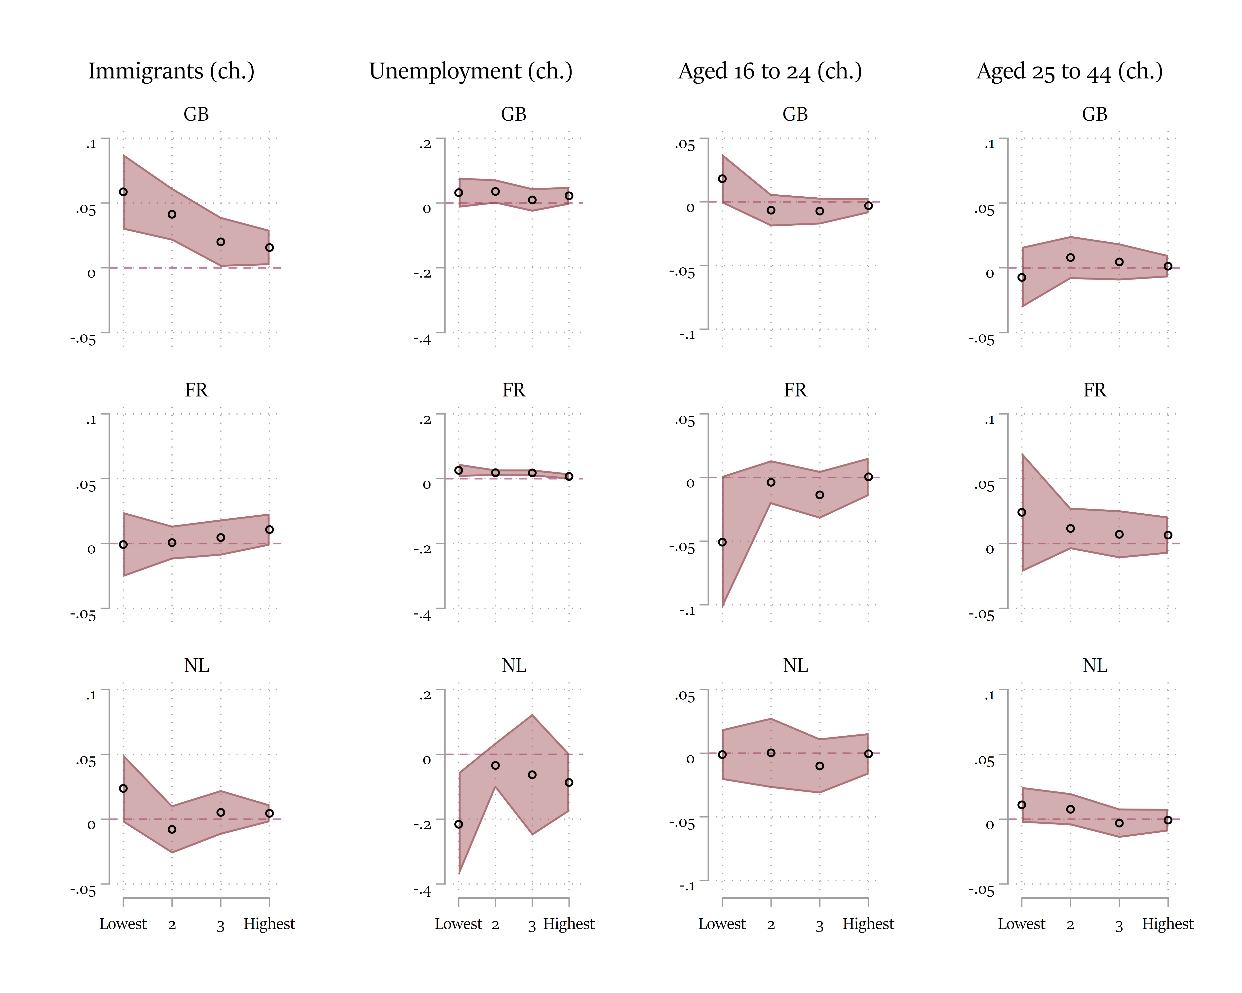 Immigrants (ch.) Unemployment (ch.) Aged 16 to 24 (ch.) Aged 25 to 44 (ch.)
GB GB GB GB
.1 .2 .05 .1
.05 0 0 .05
0 -.2 -.05 0
-.05 -.4 -.1 -.05
FR FR FR FR
.1 .2 .05 .1
.05 0 0 .05
0 -.2 -.05 0
-.05 -.4 -.1 -.05
NL NL NL NL
.1 .2 .05 .1
.05 0 0 .05
0 -.2 -.05 0
-.05 -.4 -.1 -.05
Lowest 2 3 Highest Lowest 2 3 Highest Lowest 2 3 Highest Lowest 2 3 Highest